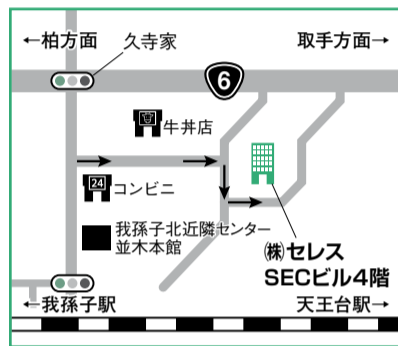 ←柏方面
久寺家
取手方面→
6
牛丼店
24
コンビニ
我孫子北近隣センター
並木本館
㈱セレス
SECビル4階
←我孫子駅
天王台駅→